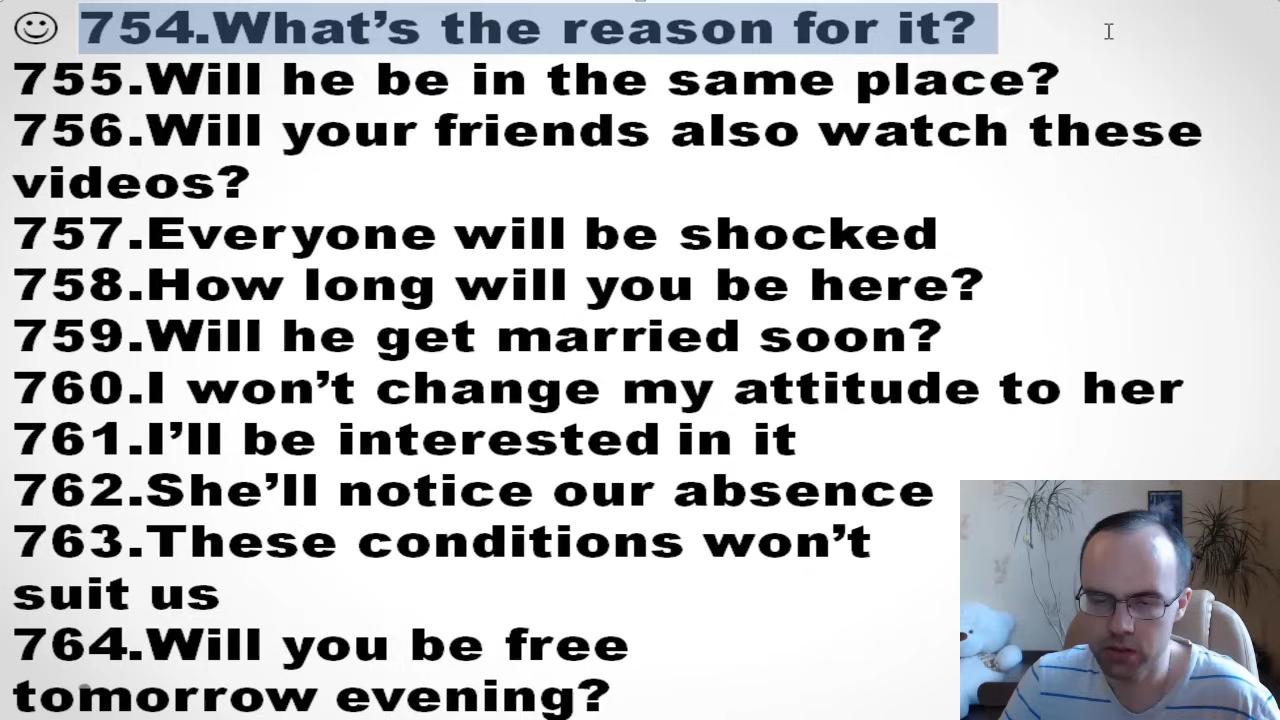 754.What’s the reason for it?
755.Will he be in the same place?
756.Will your friends also watch these
videos?
757.Everyone will be shocked
758.How long will you be here?
759.Will he get married soon?
760.I won’t change my attitude to her
761.I’ll be interested in it
762.She’ll notice our absence
763.These conditions won’t
suit us
764.Will you be free
tomorrow evening?